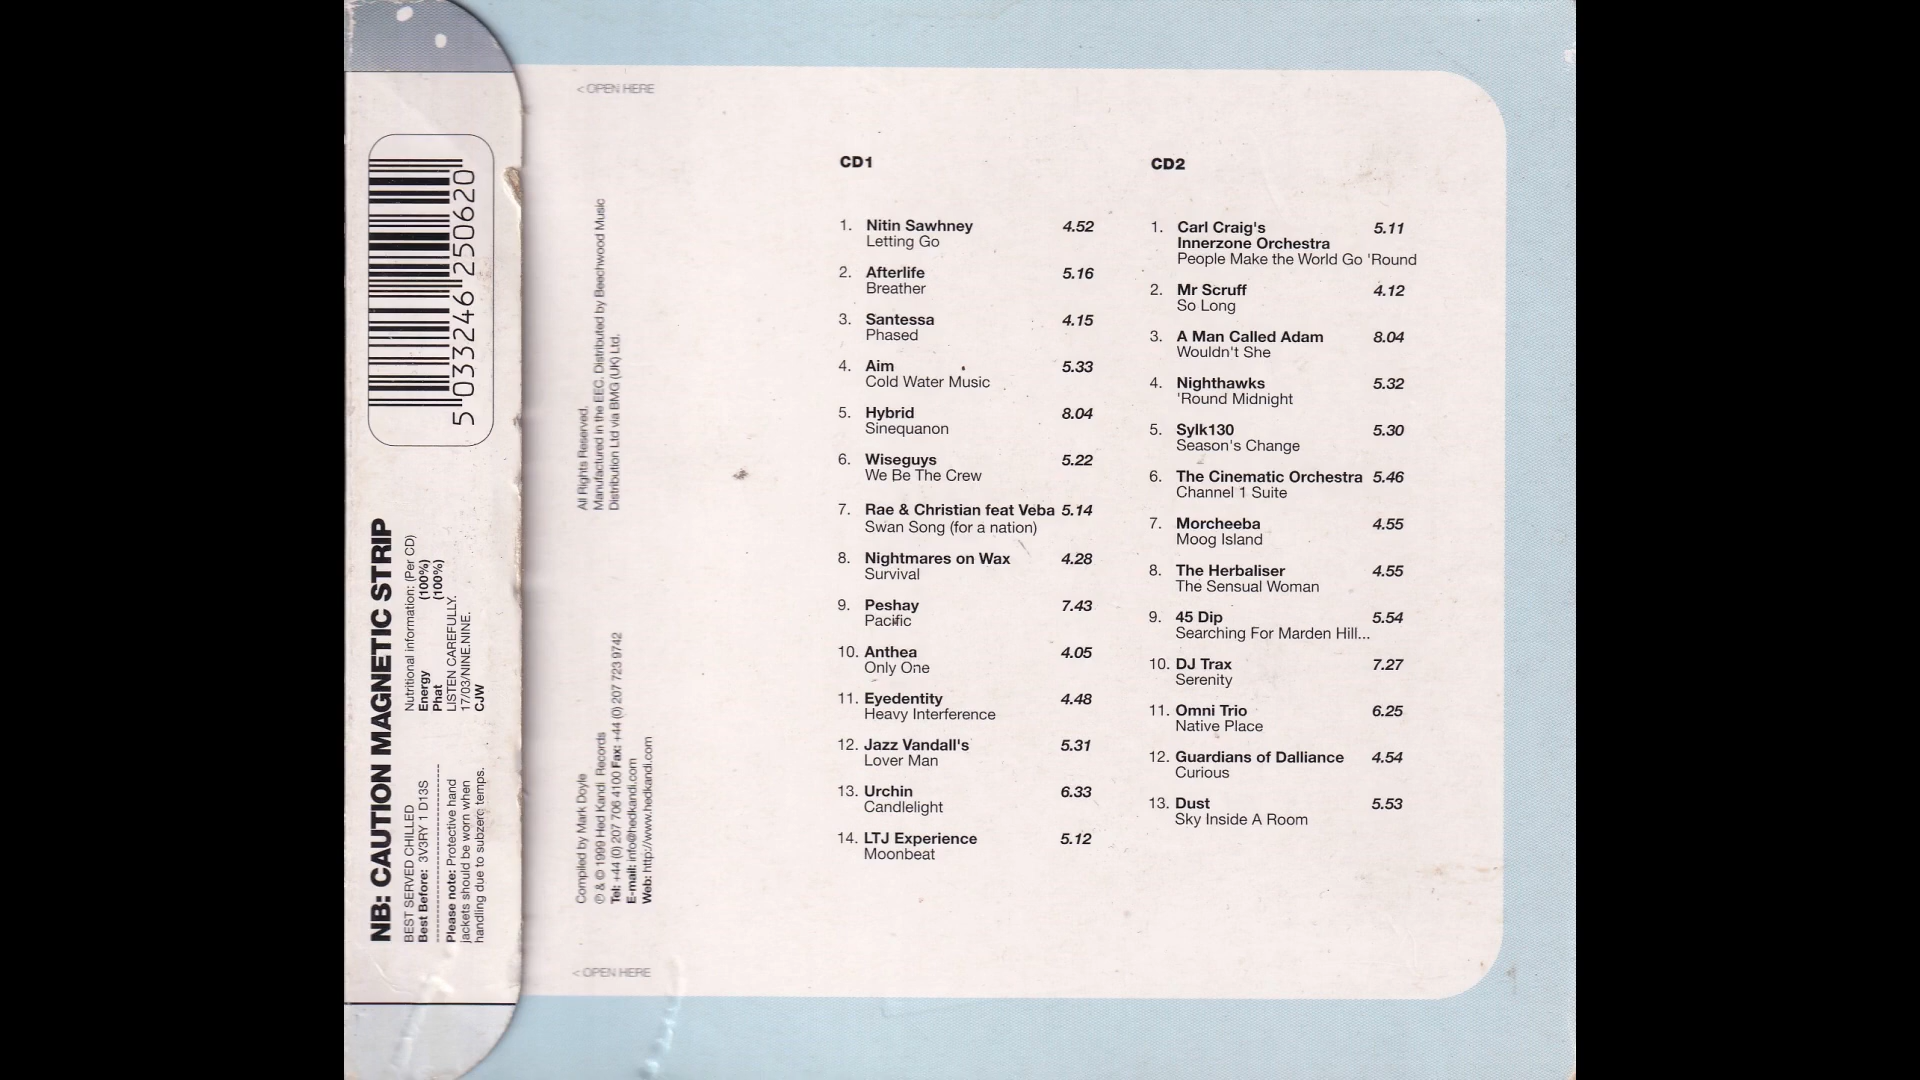 < OPEN HERE
CD1
1. Nitin Sawhney 4.52
Letting Go
2. Afterlife 5.16
Breather
3. Santessa 4.15
Phased
4. Aim 5.33
Cold Water Music
5. Hybrid 8.04
Sinequanon
6. Wiseguys 5.22
We Be The Crew
7. Rae & Christian feat Veba 5.14
Swan Song (for a nation)
8. Nightmares on Wax 4.28
Survival
9. Peshay 7.43
Pacific
10. Anthea 4.05
Only One
11. Eyedentity 4.48
Heavy Interference
12. Jazz Vandall's 5.31
Lover Man
13. Urchin 6.33
Candlelight
14. LTJ Experience 5.12
Moonbeat
CD2
1. Carl Craig's 5.11
Innerzone Orchestra
People Make the World Go 'Round
2. Mr Scruff 4.12
So Long
3. A Man Called Adam 8.04
Wouldn't She
4. Nighthawks 5.32
'Round Midnight
5. Sylk130 5.30
Season's Change
6. The Cinematic Orchestra 5.46
Channel 1 Suite
7. Morcheeba 4.55
Moog Island
8. The Herbaliser 4.55
The Sensual Woman
9. 45 Dip 5.54
Searching For Marden Hill...
10. DJ Trax 7.27
Serenity
11. Omni Trio 6.25
Native Place
12. Guardians of Dalliance 4.54
Curious
13. Dust 5.53
Sky Inside A Room
< OPEN HERE
All Rights Reserved.
Manufactured in the EEC. Distributed by Beechwood Music
Distribution Ltd via BMG (UK) Ltd.
Compiled by Mark Doyle
℗ & © 1999 Hed Kandi Records
Tel: +44 (0) 207 706 4100 Fax: +44 (0) 207 723 9742
E-mail: info@hedkandi.com
Web: http://www.hedkandi.com
5 033246 250620
NB: CAUTION MAGNETIC STRIP
Nutritional information: (Per CD)
Energy (100%)
Phat (100%)
LISTEN CAREFULLY.
17/03/NINE.NINE.
CJW
BEST SERVED CHILLED
Best Before: 3V3RY 1 D13S
Please note: Protective hand
jackets should be worn when
handling due to subzero temps.